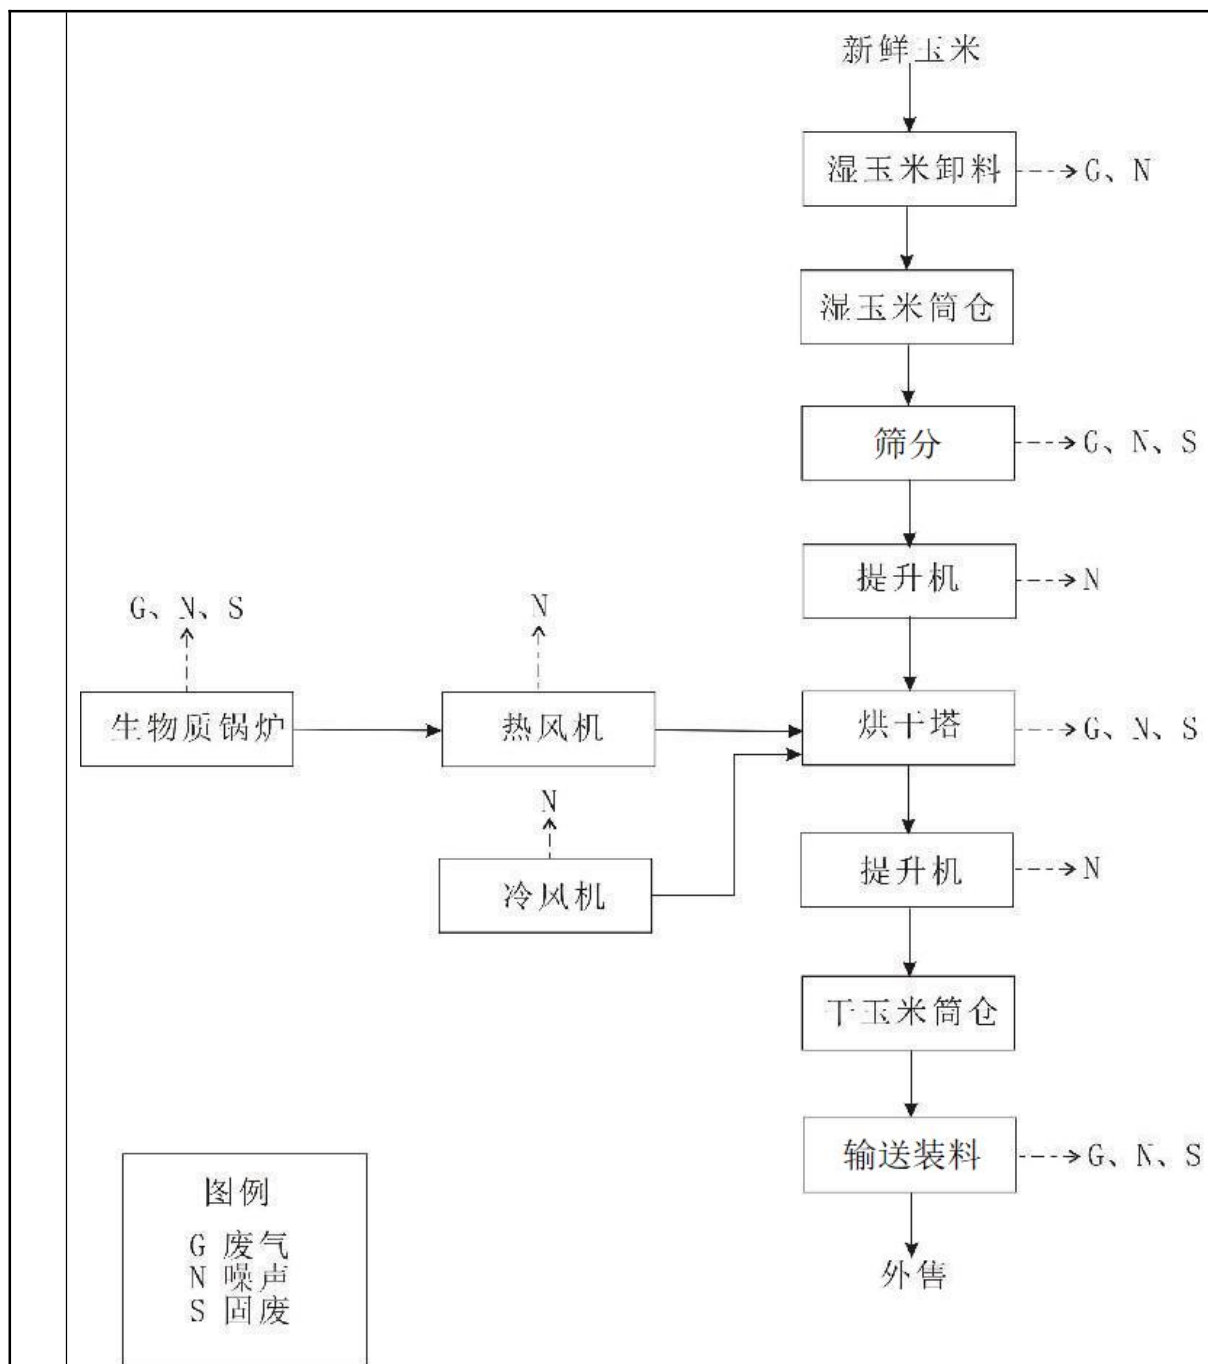 新鲜玉米
湿玉米卸料
G、N
湿玉米筒仓
筛分
G、N、S
提升机
N
G、N、S
N
生物质锅炉
热风机
烘干塔
G、N、S
N
冷风机
提升机
N
干玉米筒仓
输送装料
G、N、S
外售
图例
G 废气
N 噪声
S 固废